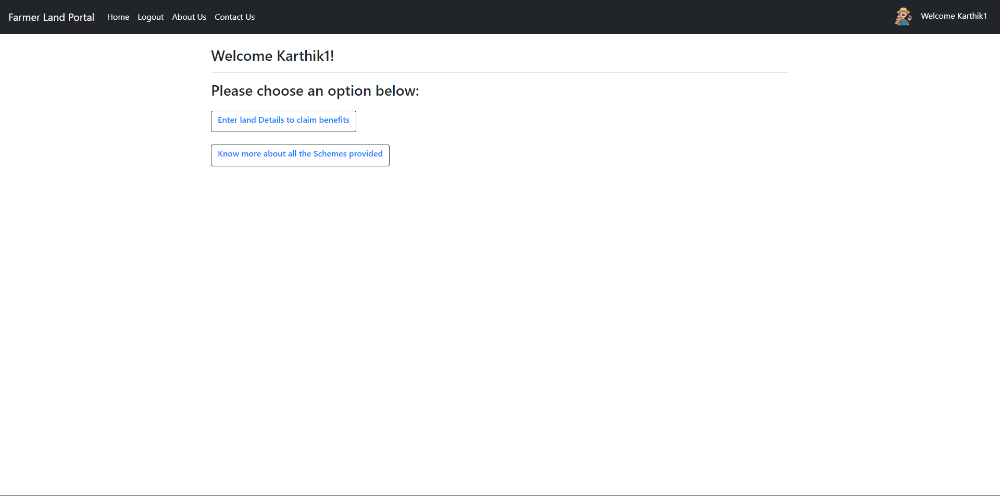 Farmer Land Portal Home Logout About Us Contact Us Welcome Karthik1
Welcome Karthik1!
Please choose an option below:
Enter land Details to claim benefits
Know more about all the Schemes provided